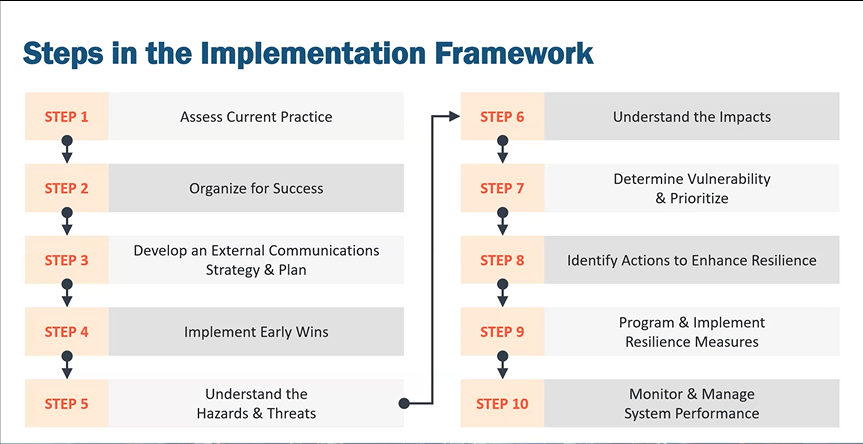 Steps in the Implementation Framework
STEP 1
Assess Current Practice
STEP 2
Organize for Success
STEP 3
Develop an External Communications
Strategy & Plan
STEP 4
Implement Early Wins
STEP 5
Understand the
Hazards & Threats
STEP 6
Understand the Impacts
STEP 7
Determine Vulnerability
& Prioritize
STEP 8
Identify Actions to Enhance Resilience
STEP 9
Program & Implement
Resilience Measures
STEP 10
Monitor & Manage
System Performance